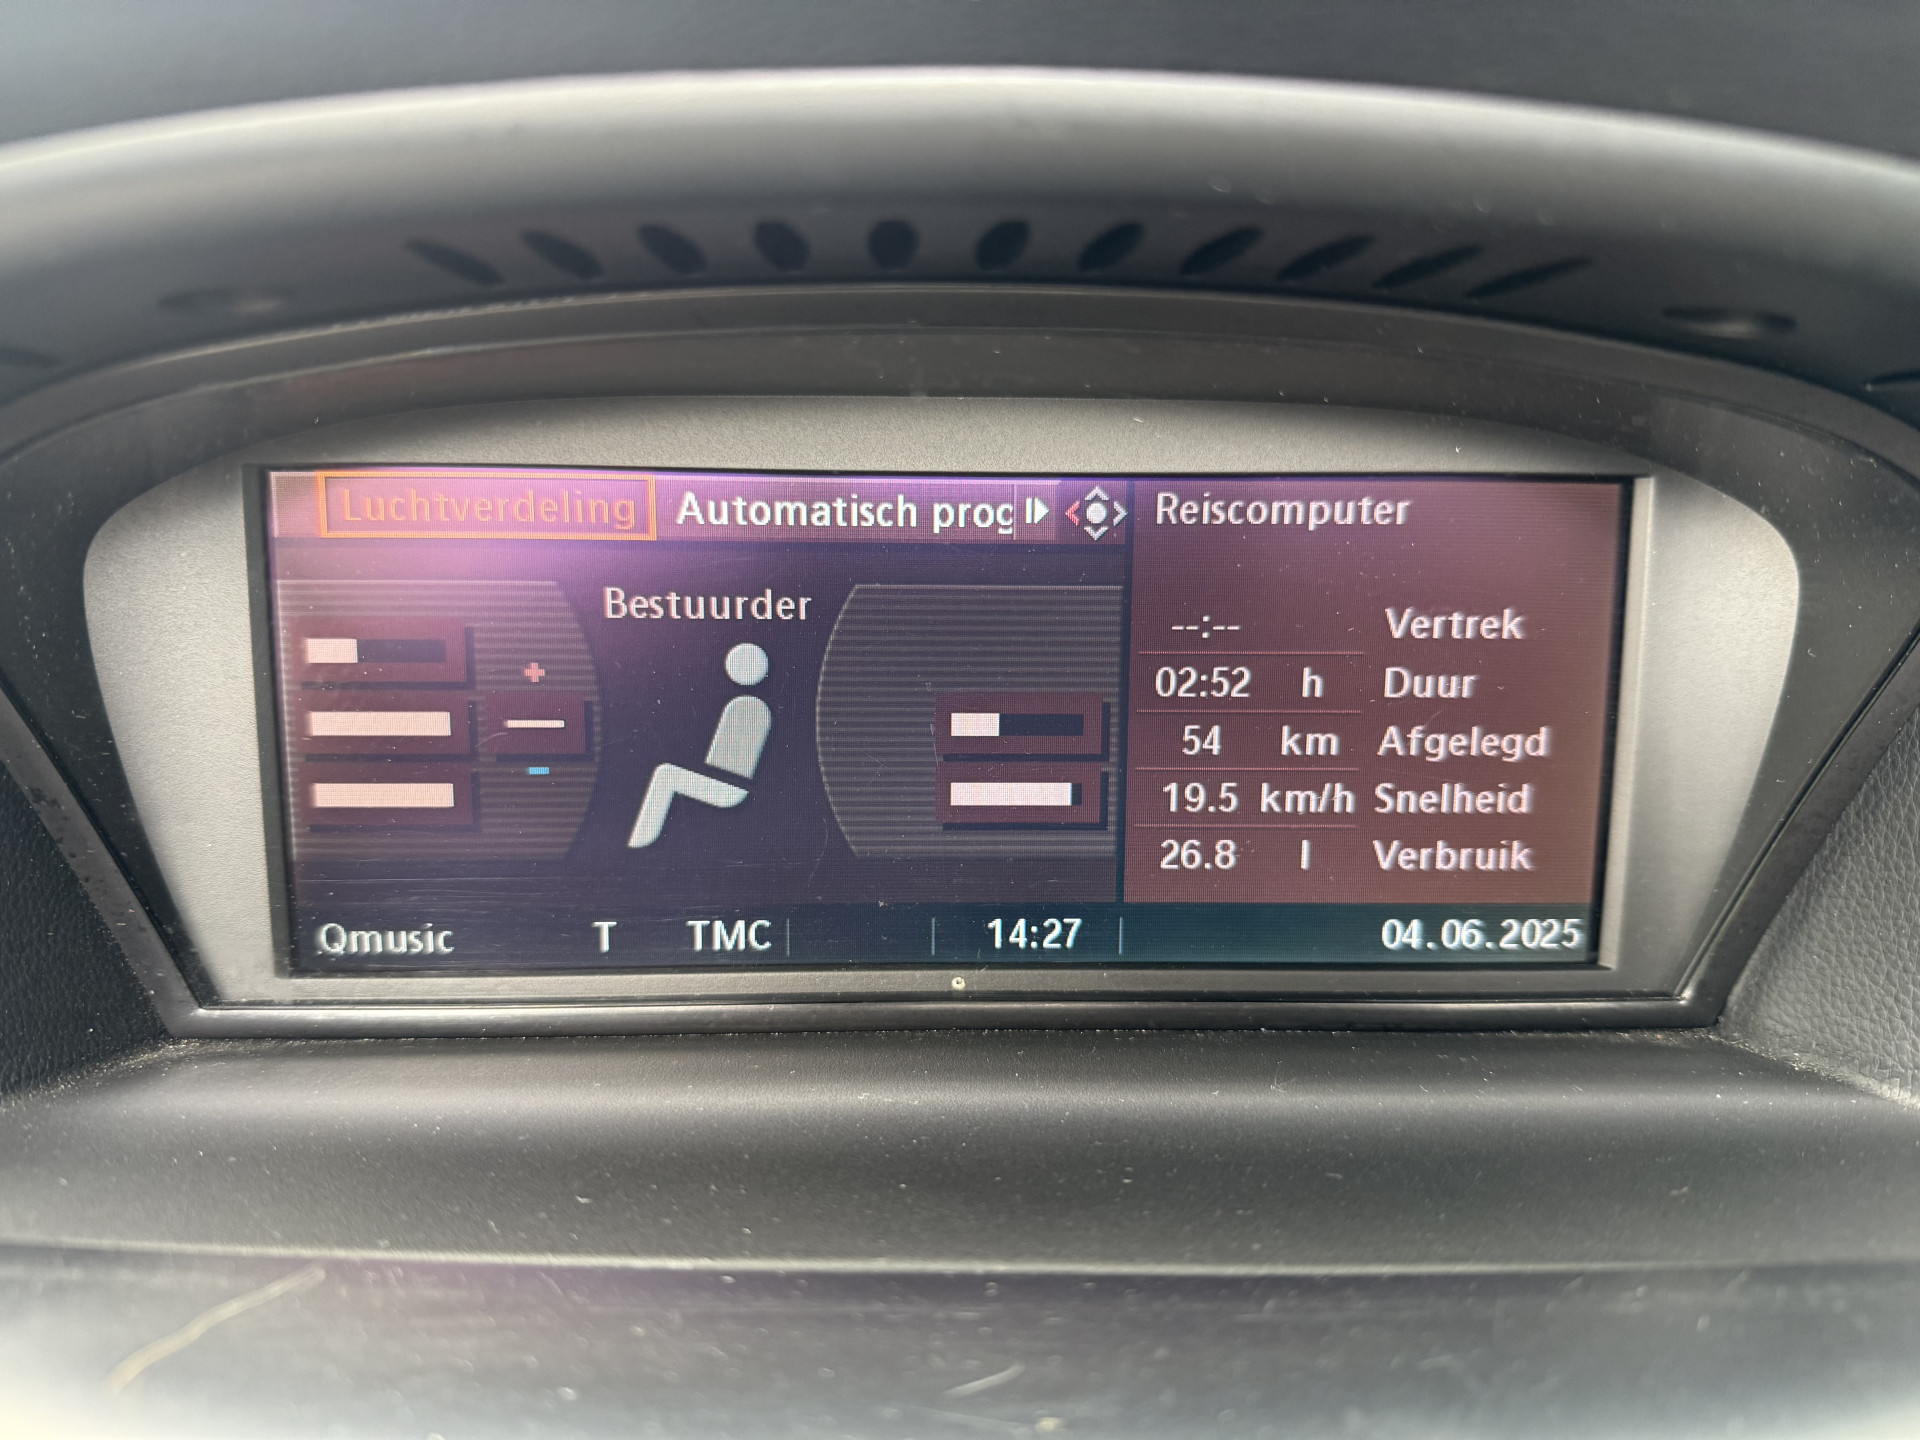 Luchtverdeling Automatisch prog
Bestuurder
Reiscomputer
--:-- Vertrek
02:52 h Duur
54 km Afgelegd
19.5 km/h Snelheid
26.8 l Verbruik
Qmusic T TMC 14:27 04.06.2025